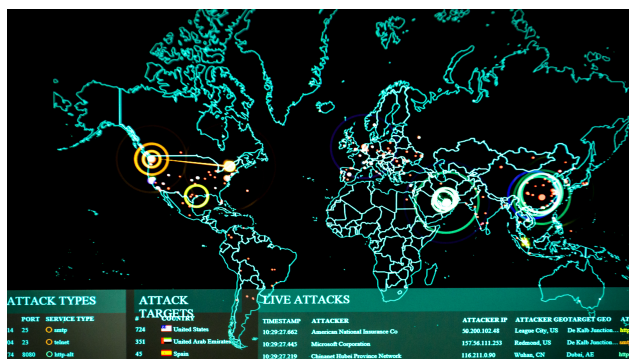 ATTACK TYPES
PORT SERVICE TYPE
14 25 smtp
04 23 telnet
74 8080 http-alt
ATTACK TARGETS
# COUNTRY
724 United States
351 United Arab Emirates
45 Spain
LIVE ATTACKS
TIMESTAMP ATTACKER ATTACKER IP ATTACKER GEO TARGET GEO
10:29:27.662 American National Insurance Co 50.200.102.48 League City, US De Kalb Junction...
10:29:27.445 Microsoft Corporation 157.56.111.253 Redmond, US De Kalb Junction...
10:29:27.219 Chinanet Hubei Province Network 116.211.0.90 Wuhan, CN Dubai, AE